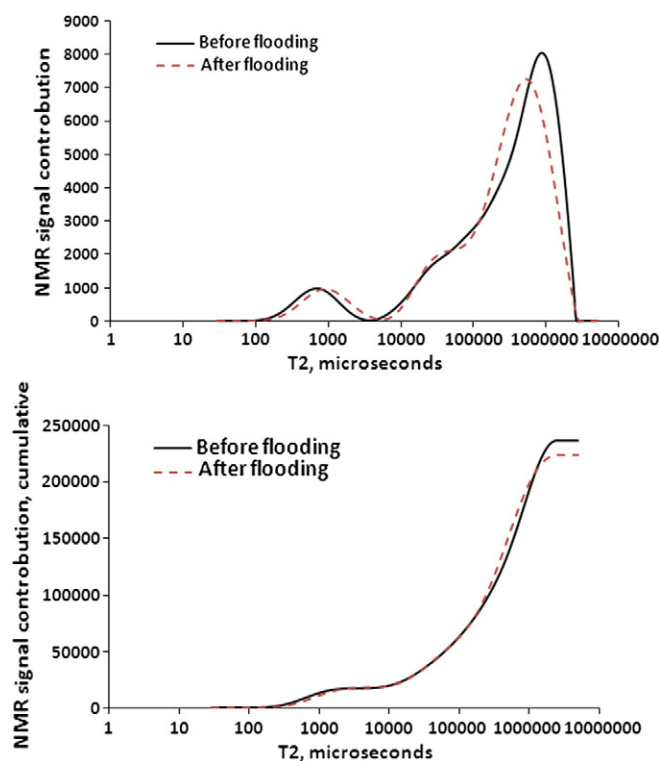 9000
8000
7000
6000
5000
4000
3000
2000
1000
0
NMR signal controbution
Before flooding
After flooding
1 10 100 1000 10000 100000 1000000 10000000
T2, microseconds
250000
200000
150000
100000
50000
0
NMR signal controbution, cumulative
Before flooding
After flooding
1 10 100 1000 10000 100000 1000000 10000000
T2, microseconds